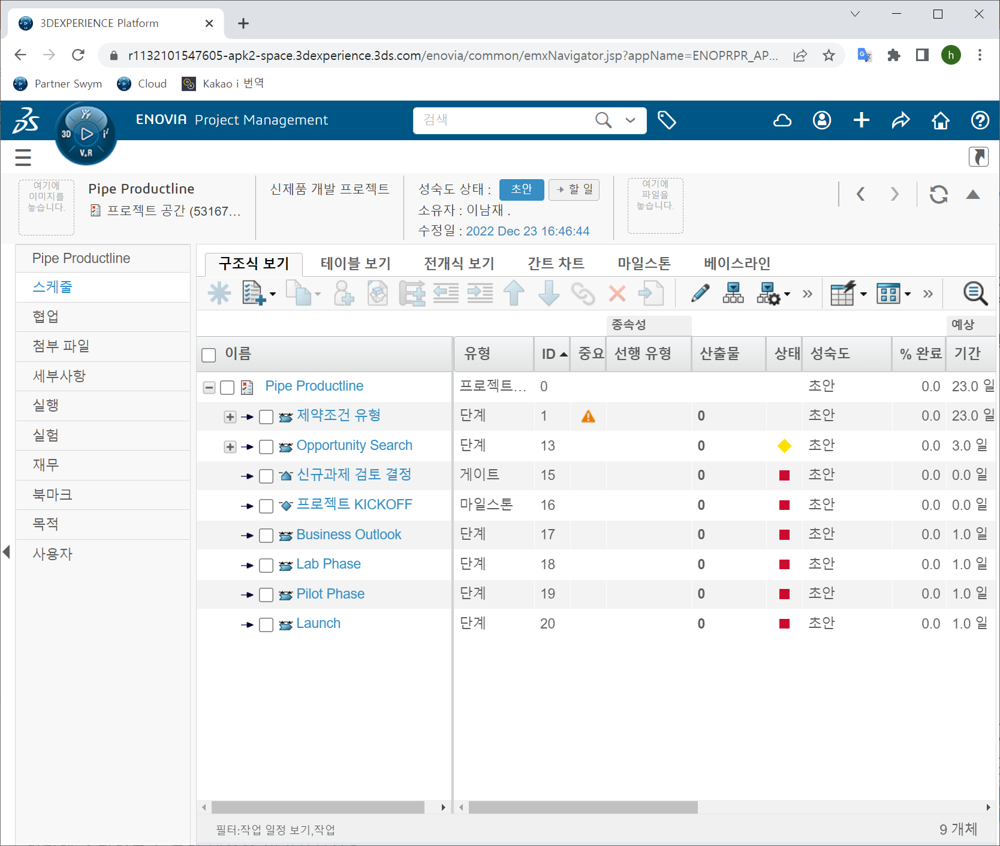 3DEXPERIENCE Platform
r1132101547605-apk2-space.3dexperience.3ds.com/enovia/common/emxNavigator.jsp?appName=ENOPRPR_AP...
h
Partner Swym
Cloud
Kakao i 번역
3D
V.R
ENOVIA Project Management
검색
여기에
이미지를
놓습니다.
Pipe Productline
프로젝트 공간 (53167...
신제품 개발 프로젝트
성숙도 상태 : 초안 할 일
소유자 : 이남재 .
수정일 : 2022 Dec 23 16:46:44
여기에
파일을
놓습니다.
Pipe Productline
스케줄
협업
첨부 파일
세부사항
실행
실험
재무
북마크
목적
사용자
구조식 보기 테이블 보기 전개식 보기 간트 차트 마일스톤 베이스라인
종속성 예상
이름 유형 ID 중요 선행 유형 산출물 상태 성숙도 % 완료 기간
Pipe Productline 프로젝트... 0 초안 0.0 23.0 일
제약조건 유형 단계 1 0 초안 0.0 23.0 일
Opportunity Search 단계 13 0 초안 0.0 3.0 일
신규과제 검토 결정 게이트 15 0 초안 0.0 0.0 일
프로젝트 KICKOFF 마일스톤 16 0 초안 0.0 0.0 일
Business Outlook 단계 17 0 초안 0.0 1.0 일
Lab Phase 단계 18 0 초안 0.0 1.0 일
Pilot Phase 단계 19 0 초안 0.0 1.0 일
Launch 단계 20 0 초안 0.0 1.0 일
필터:작업 일정 보기,작업
9 개체